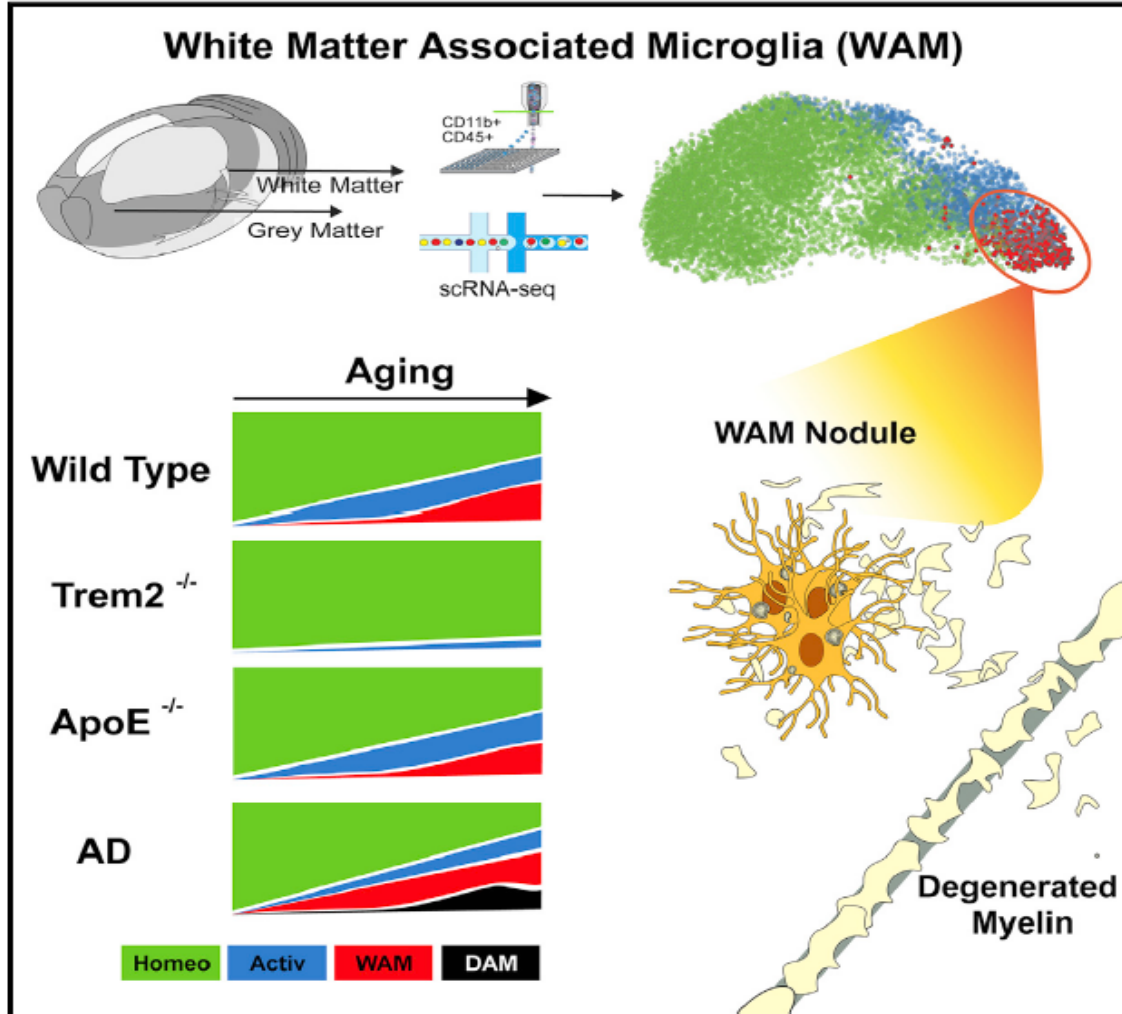 White Matter Associated Microglia (WAM)
CD11b+
CD45+
White Matter
Grey Matter
scRNA-seq
Aging
Wild Type
Trem2 -/-
ApoE -/-
AD
Homeo Activ WAM DAM
WAM Nodule
Degenerated
Myelin